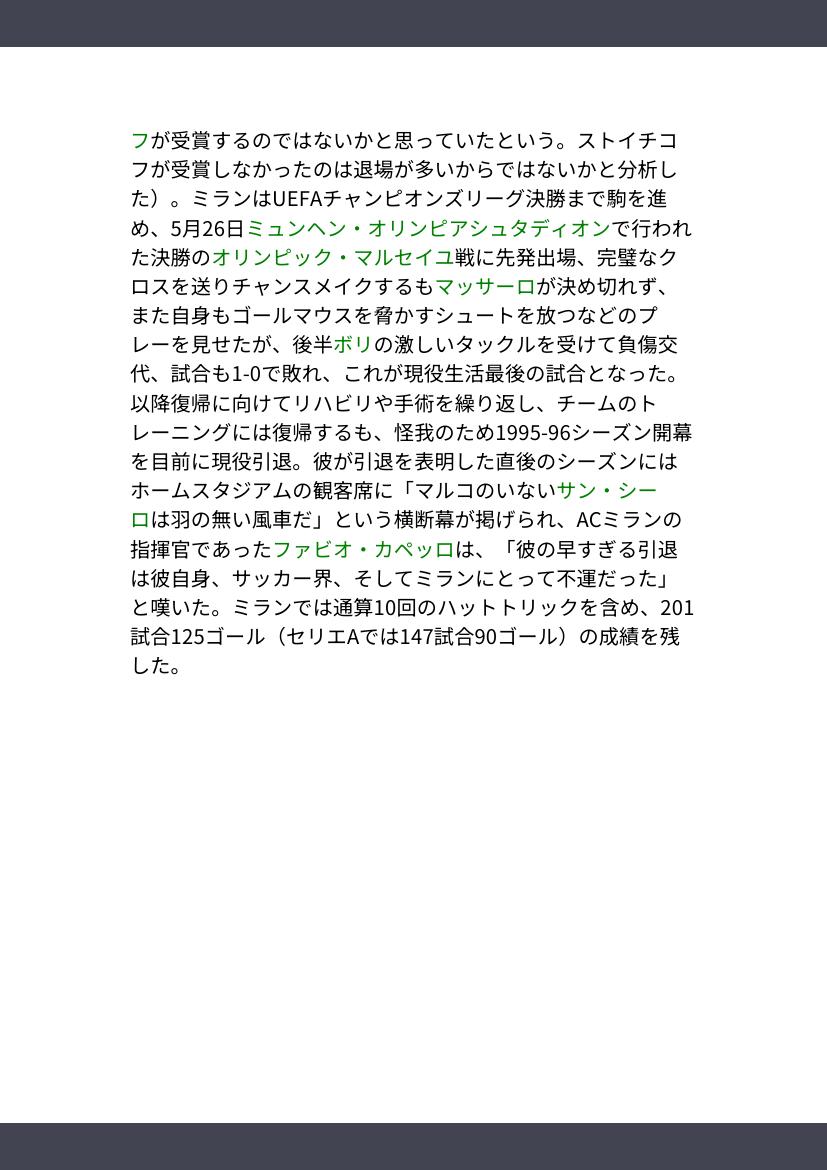 フが受賞するのではないかと思っていたという。ストイチコ
フが受賞しなかったのは退場が多いからではないかと分析し
た）。ミランはUEFAチャンピオンズリーグ決勝まで駒を進
め、5月26日ミュンヘン・オリンピアシュタディオンで行われ
た決勝のオリンピック・マルセイユ戦に先発出場、完璧なク
ロスを送りチャンスメイクするもマッサーロが決め切れず、
また自身もゴールマウスを脅かすシュートを放つなどのプ
レーを見せたが、後半ボリの激しいタックルを受けて負傷交
代、試合も1-0で敗れ、これが現役生活最後の試合となった。
以降復帰に向けてリハビリや手術を繰り返し、チームのト
レーニングには復帰するも、怪我のため1995-96シーズン開幕
を目前に現役引退。彼が引退を表明した直後のシーズンには
ホームスタジアムの観客席に「マルコのいないサン・シー
ロは羽の無い風車だ」という横断幕が掲げられ、ACミランの
指揮官であったファビオ・カペッロは、「彼の早すぎる引退
は彼自身、サッカー界、そしてミランにとって不運だった」
と嘆いた。ミランでは通算10回のハットトリックを含め、201
試合125ゴール（セリエAでは147試合90ゴール）の成績を残
した。